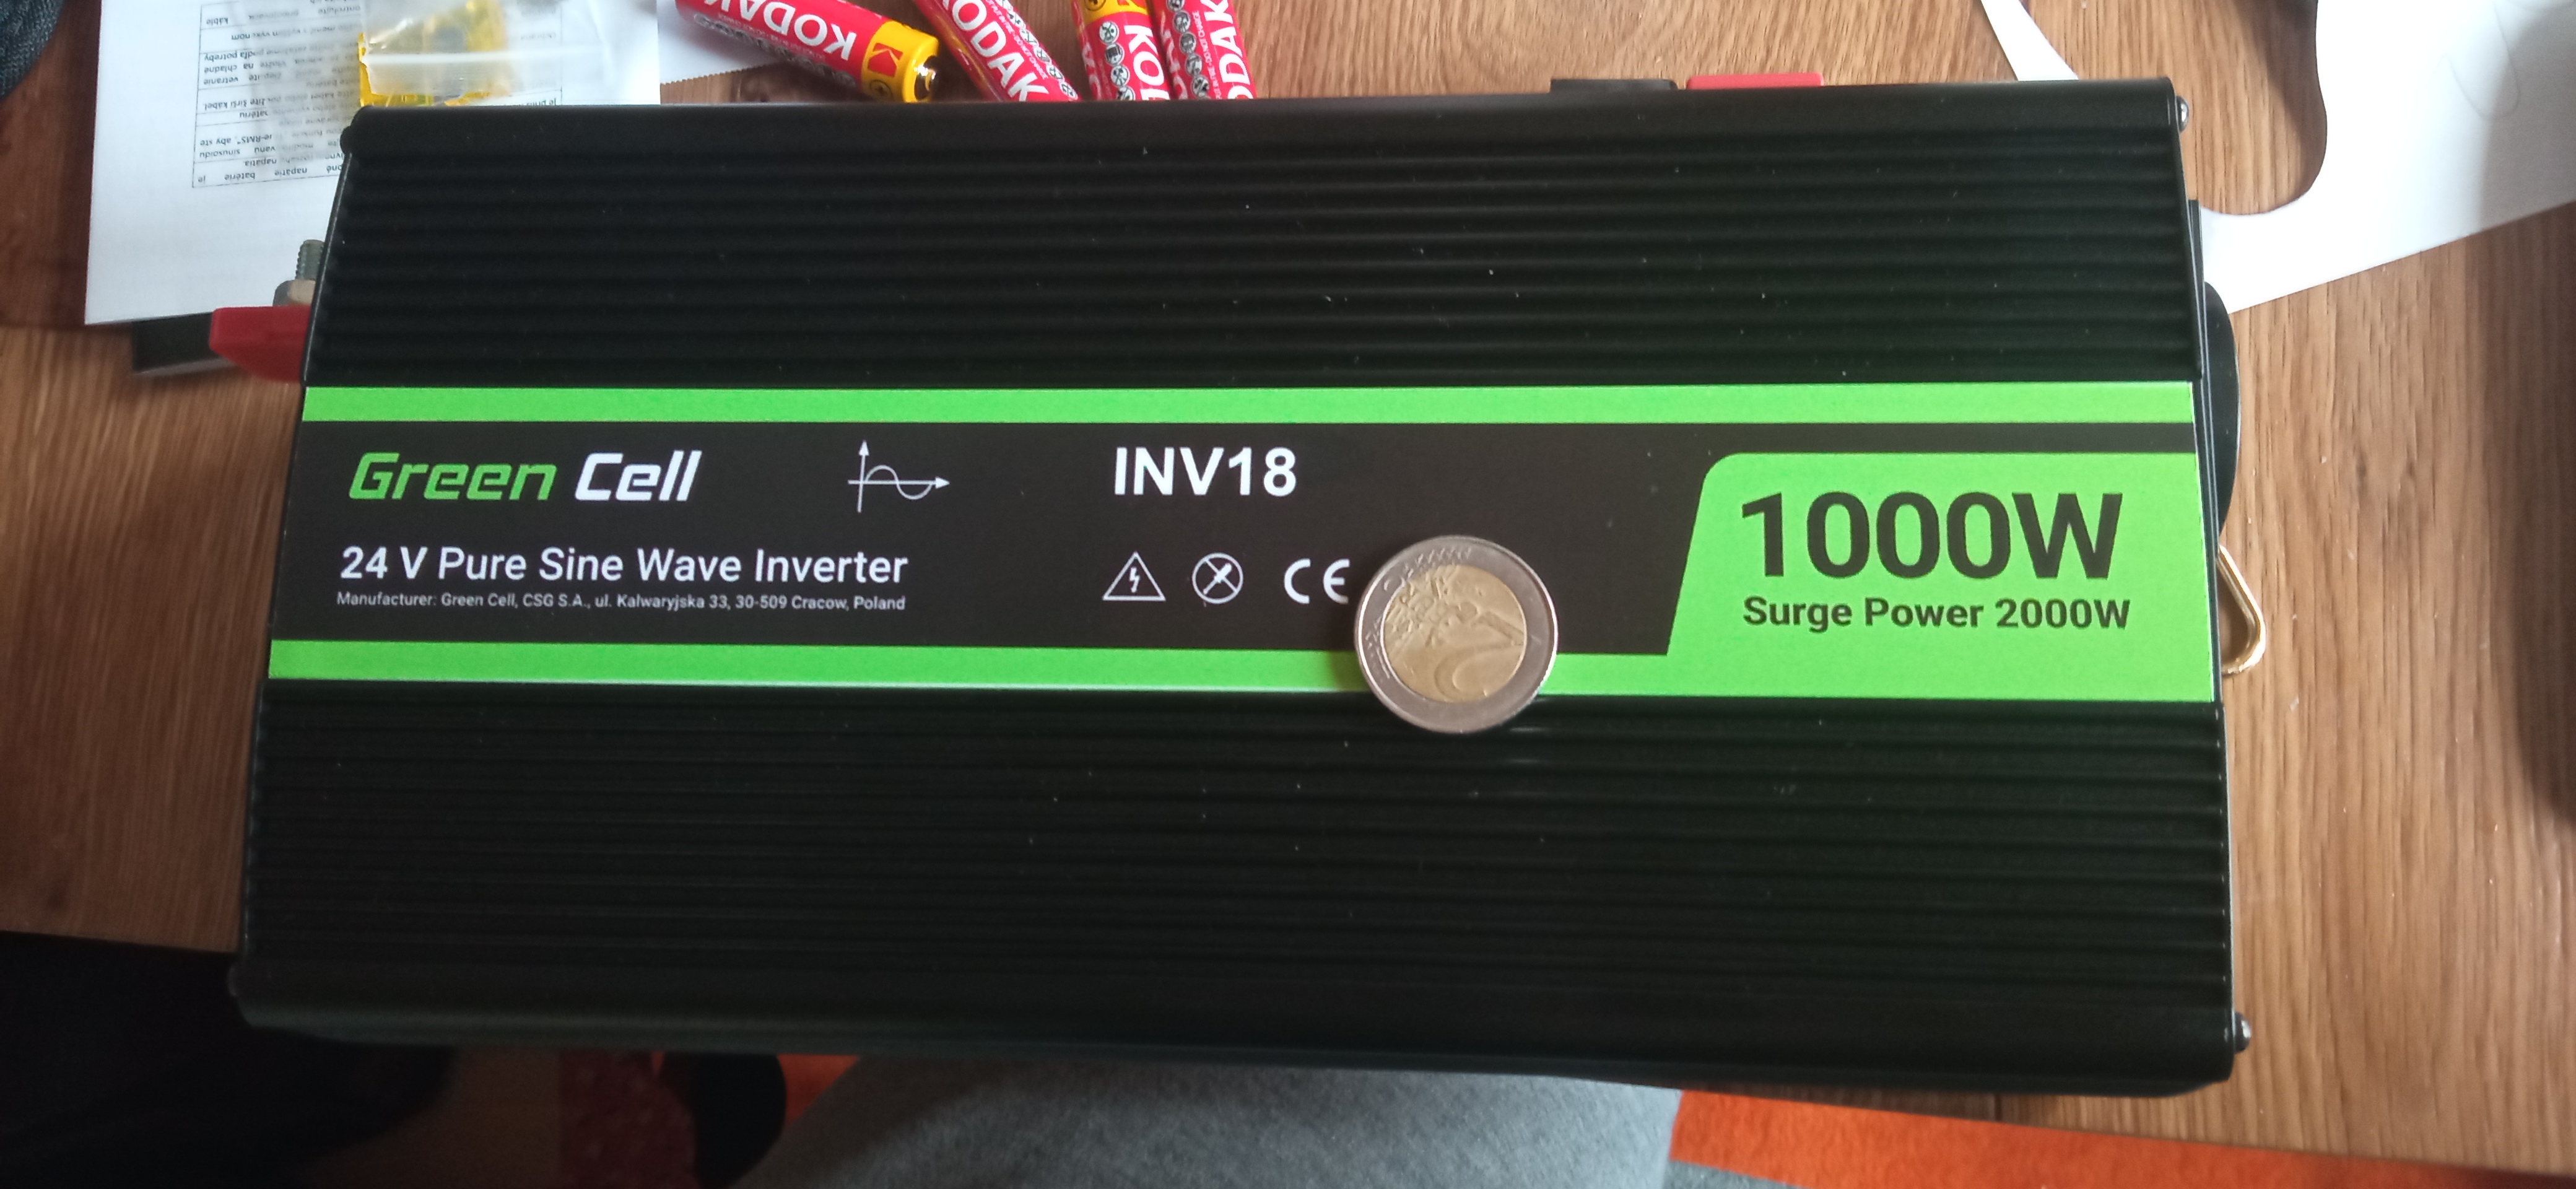 KODAK
KODAK
KODAK
Green Cell
INV18
24 V Pure Sine Wave Inverter
Manufacturer: Green Cell, CSG S.A., ul. Kalwaryjska 33, 30-509 Cracow, Poland
CE
1000W
Surge Power 2000W